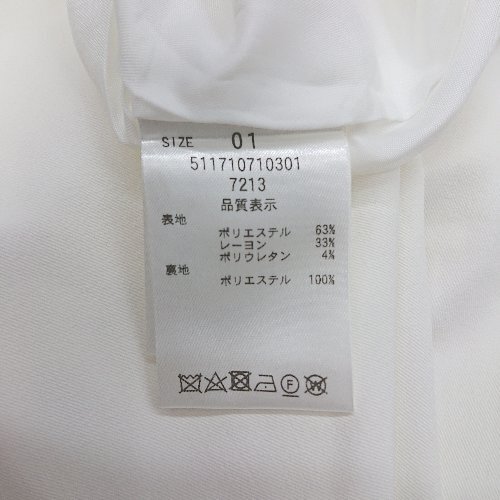 SIZE 01
511710710301
7213
品質表示
表地
ポリエステル 63%
レーヨン 33%
ポリウレタン 4%
裏地
ポリエステル 100%